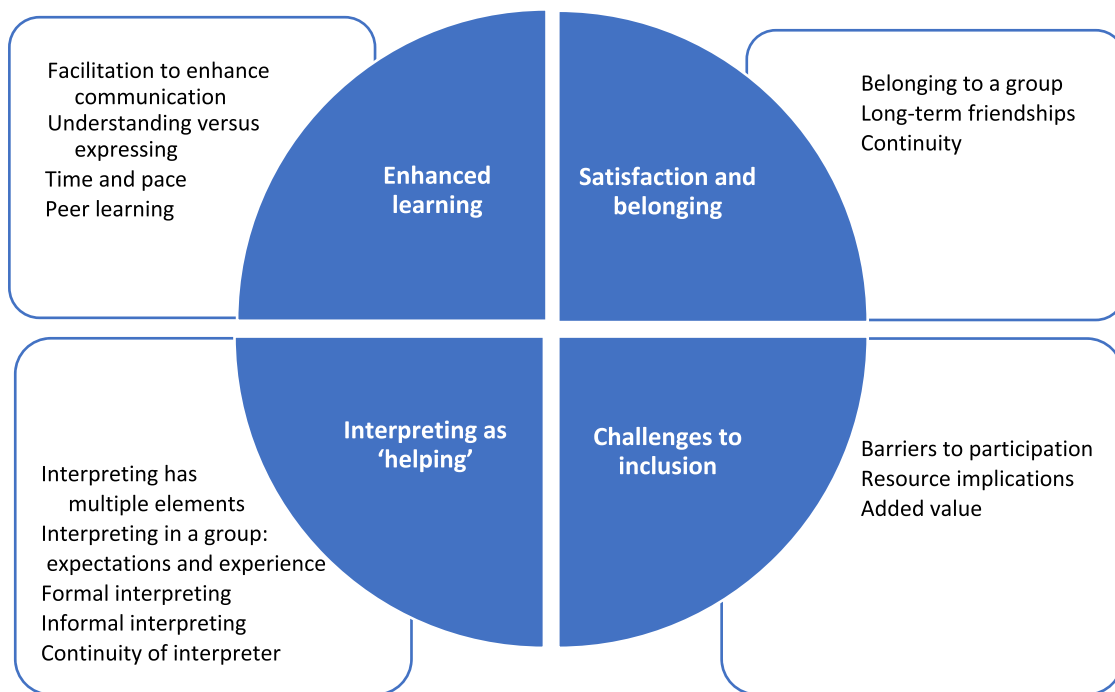 Facilitation to enhance
communication
Understanding versus
expressing
Time and pace
Peer learning
Enhanced
learning
Satisfaction and
belonging
Belonging to a group
Long-term friendships
Continuity
Interpreting has
multiple elements
Interpreting in a group:
expectations and experience
Formal interpreting
Informal interpreting
Continuity of interpreter
Interpreting as
‘helping’
Challenges to
inclusion
Barriers to participation
Resource implications
Added value